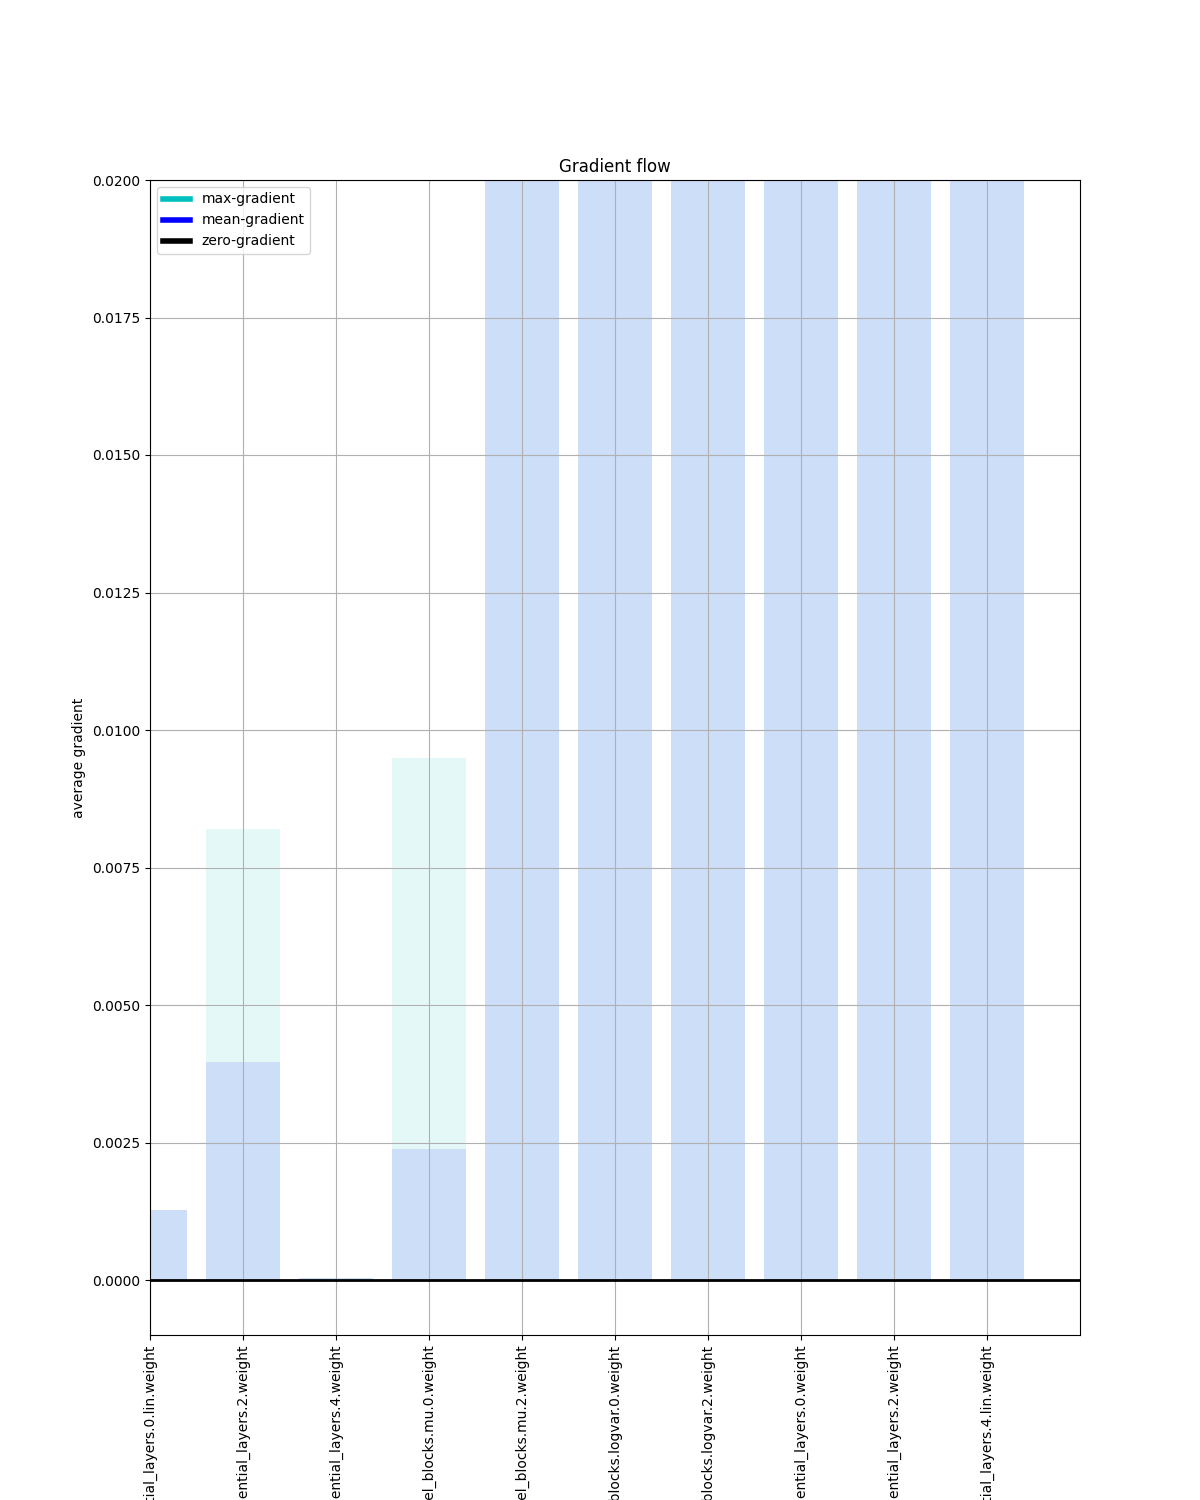 Gradient flow
max-gradient
mean-gradient
zero-gradient
0.0200
0.0175
0.0150
0.0125
0.0100
0.0075
0.0050
0.0025
0.0000
average gradient
tial_layers.0.lin.weight
ential_layers.2.weight
ential_layers.4.weight
el_blocks.mu.0.weight
el_blocks.mu.2.weight
blocks.logvar.0.weight
blocks.logvar.2.weight
ential_layers.0.weight
ential_layers.2.weight
tial_layers.4.lin.weight